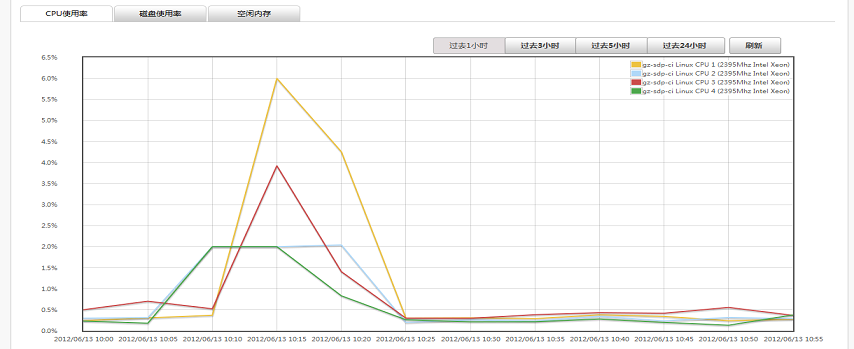 CPU使用率 磁盘使用率 空闲内存
过去1小时 过去3小时 过去5小时 过去24小时 刷新
6.5%
gz-sdp-ci Linux CPU 1 (2395Mhz Intel Xeon)
gz-sdp-ci Linux CPU 2 (2395Mhz Intel Xeon)
6.0%
gz-sdp-ci Linux CPU 3 (2395Mhz Intel Xeon)
gz-sdp-ci Linux CPU 4 (2395Mhz Intel Xeon)
5.5%
5.0%
4.5%
4.0%
3.5%
3.0%
2.5%
2.0%
1.5%
1.0%
0.5%
0.0%
2012/06/13 10:00 2012/06/13 10:05 2012/06/13 10:10 2012/06/13 10:15 2012/06/13 10:20 2012/06/13 10:25 2012/06/13 10:30 2012/06/13 10:35 2012/06/13 10:40 2012/06/13 10:45 2012/06/13 10:50 2012/06/13 10:55